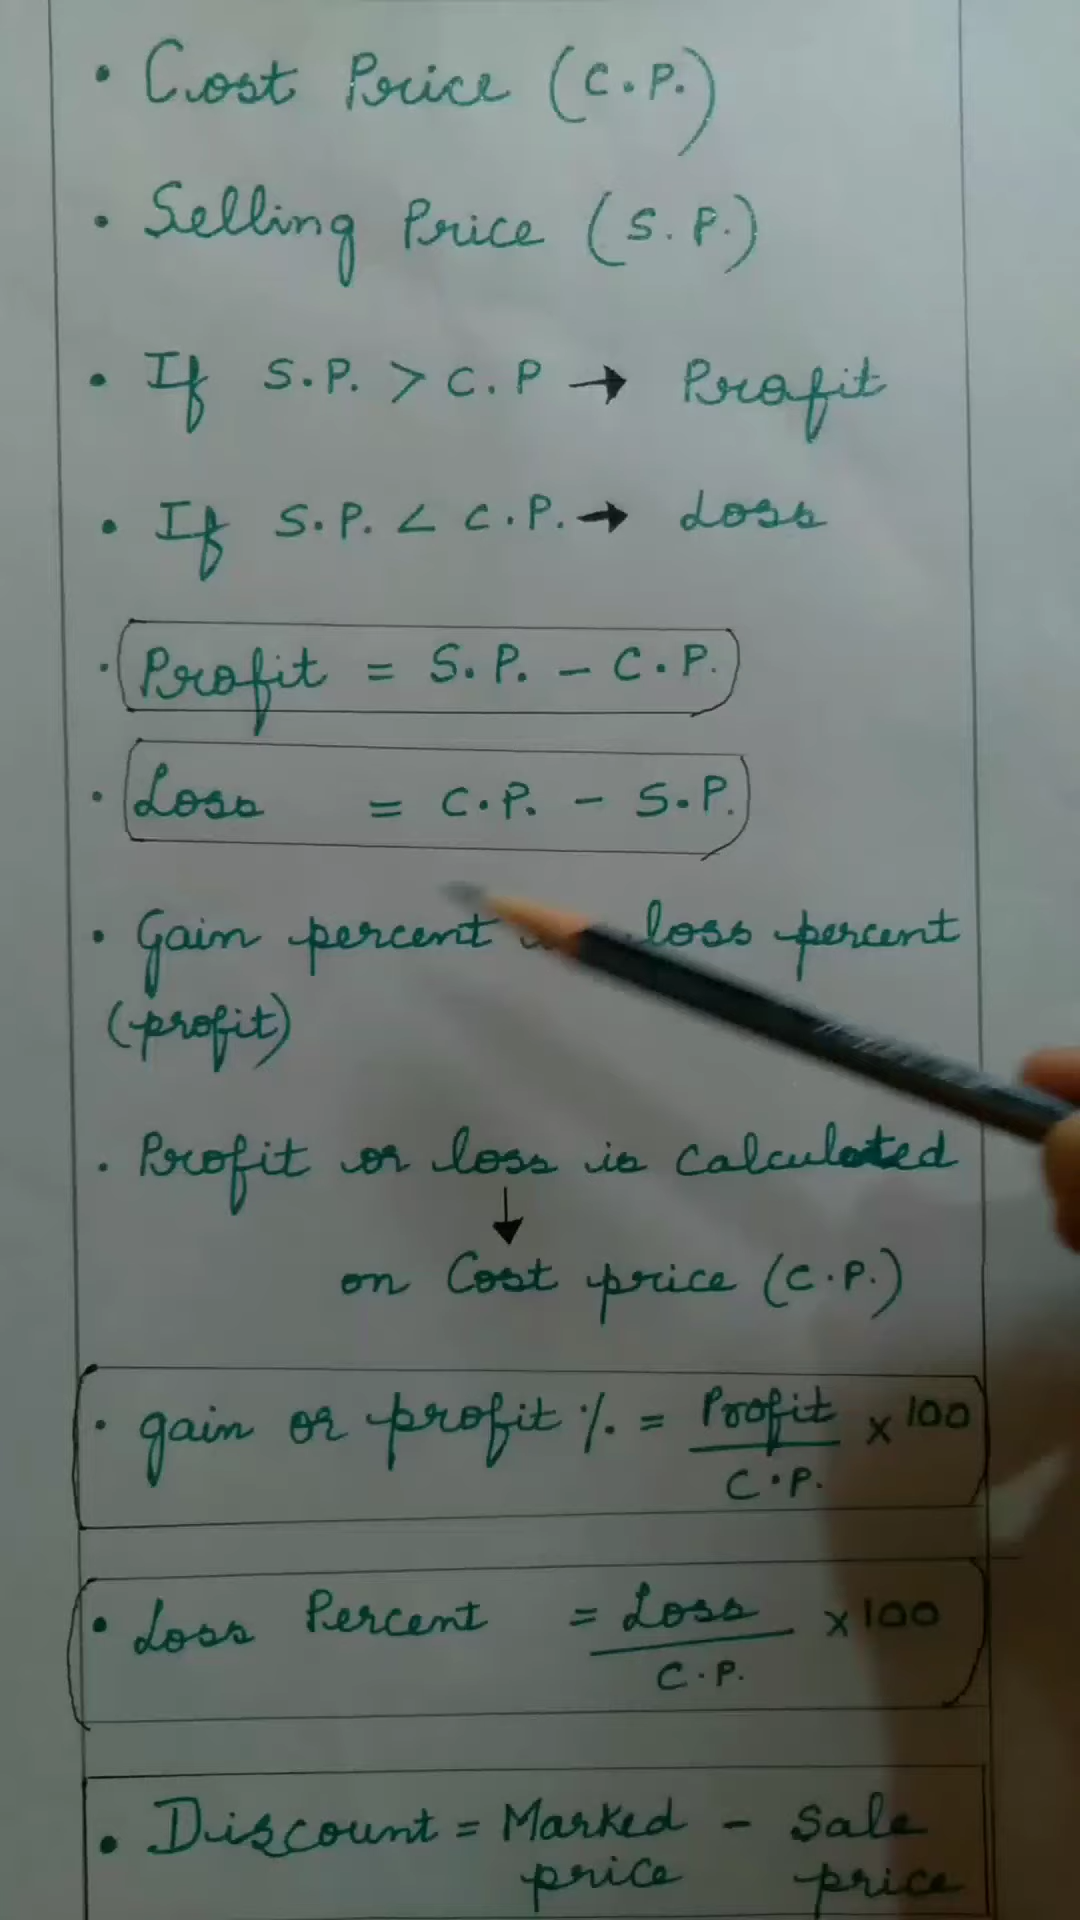 • Cost Price (C.P.)
• Selling Price (S.P.)
• If S.P. > C.P → Profit
• If S.P. < C.P. → Loss
• Profit = S.P. - C.P.
• Loss = C.P. - S.P.
• Gain percent loss percent
(profit)
• Profit or loss is calculated
↓
on Cost price (C.P.)
• gain or profit % = Profit/C.P. × 100
• Loss Percent = Loss/C.P. × 100
• Discount = Marked - Sale
price price